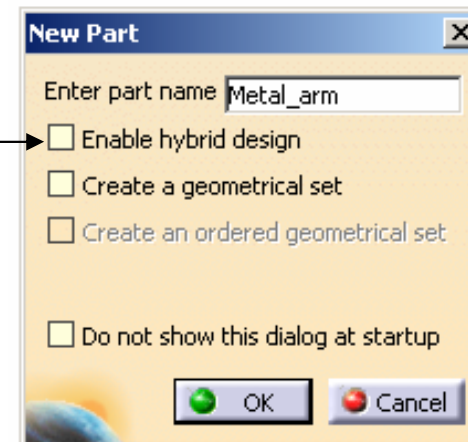 New Part
Enter part name Metal_arm
Enable hybrid design
Create a geometrical set
Create an ordered geometrical set
Do not show this dialog at startup
OK Cancel